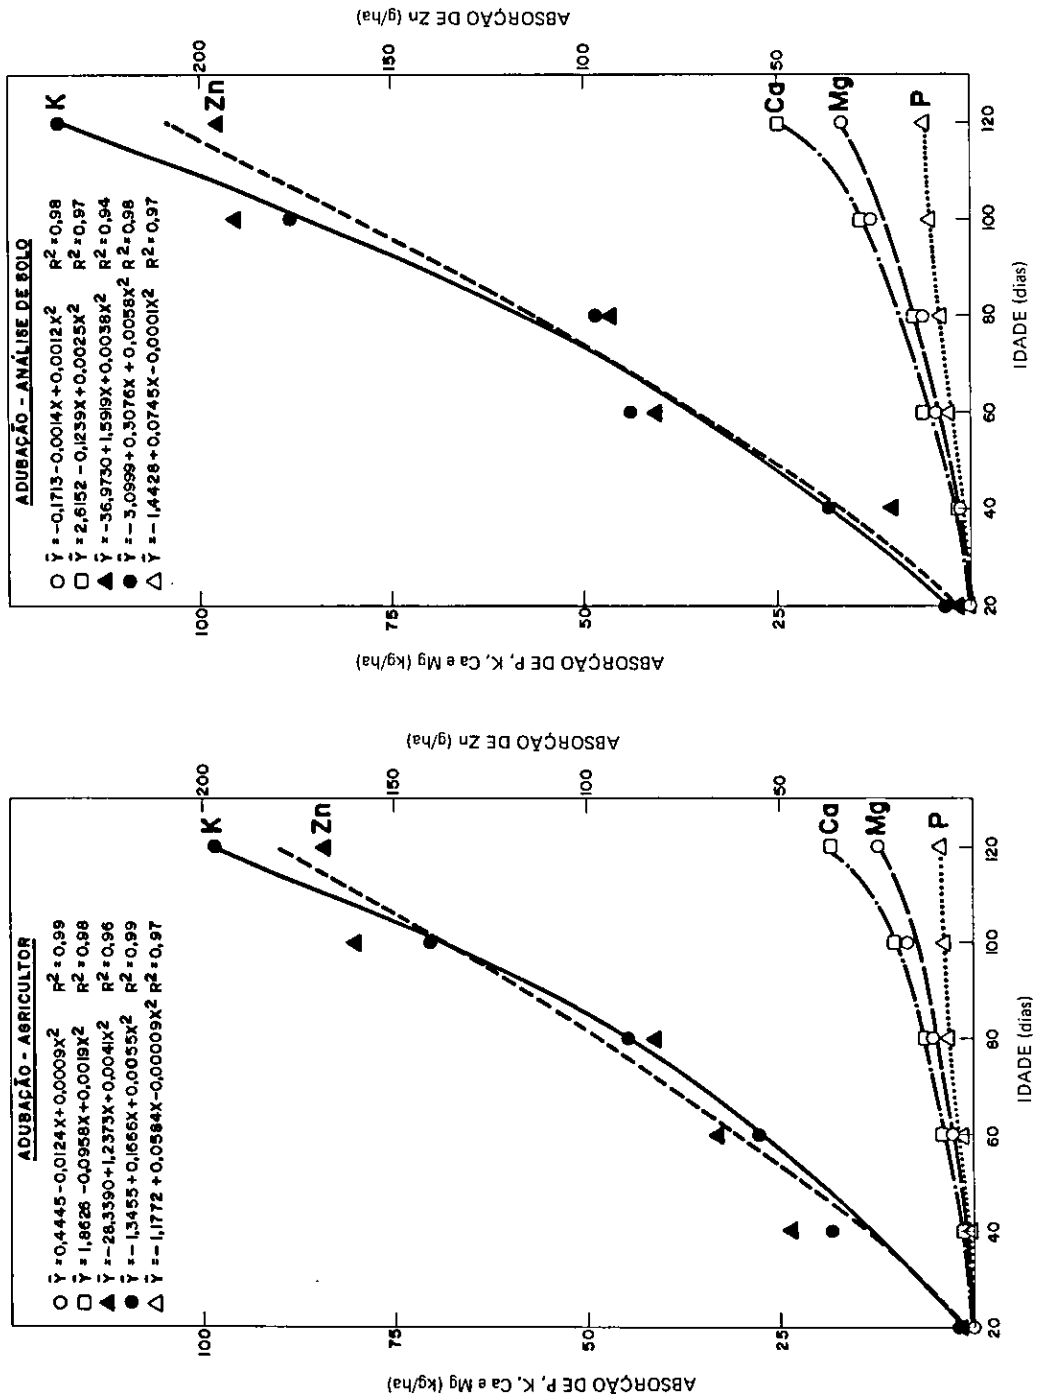 ADUBAÇÃO - AGRICULTOR
○ Ȳ = 0,4445 - 0,0124X + 0,0009X² R² = 0,99
□ Ȳ = 1,8626 - 0,0958X + 0,0019X² R² = 0,98
▲ Ȳ = -28,3390 + 1,2373X + 0,0041X² R² = 0,96
● Ȳ = -1,3455 + 0,1666X + 0,0055X² R² = 0,99
△ Ȳ = -1,1772 + 0,0584X - 0,00009X² R² = 0,97
ABSORÇÃO DE P, K, Ca e Mg (kg/ha)
100
75
50
25
ABSORÇÃO DE Zn (g/ha)
200
150
100
50
K
Zn
Ca
Mg
P
20 40 60 80 100 120
IDADE (dias)
ADUBAÇÃO - ANÁLISE DE SOLO
○ Ȳ = -0,1713 - 0,0014X + 0,0012X² R² = 0,98
□ Ȳ = 2,6152 - 0,1239X + 0,0025X² R² = 0,97
▲ Ȳ = -36,9730 + 1,5919X + 0,0038X² R² = 0,94
● Ȳ = -3,0999 + 0,3076X + 0,0058X² R² = 0,98
△ Ȳ = -1,4428 + 0,0745X - 0,0001X² R² = 0,97
ABSORÇÃO DE P, K, Ca e Mg (kg/ha)
100
75
50
25
ABSORÇÃO DE Zn (g/ha)
200
150
100
50
K
Zn
Ca
Mg
P
20 40 60 80 100 120
IDADE (dias)